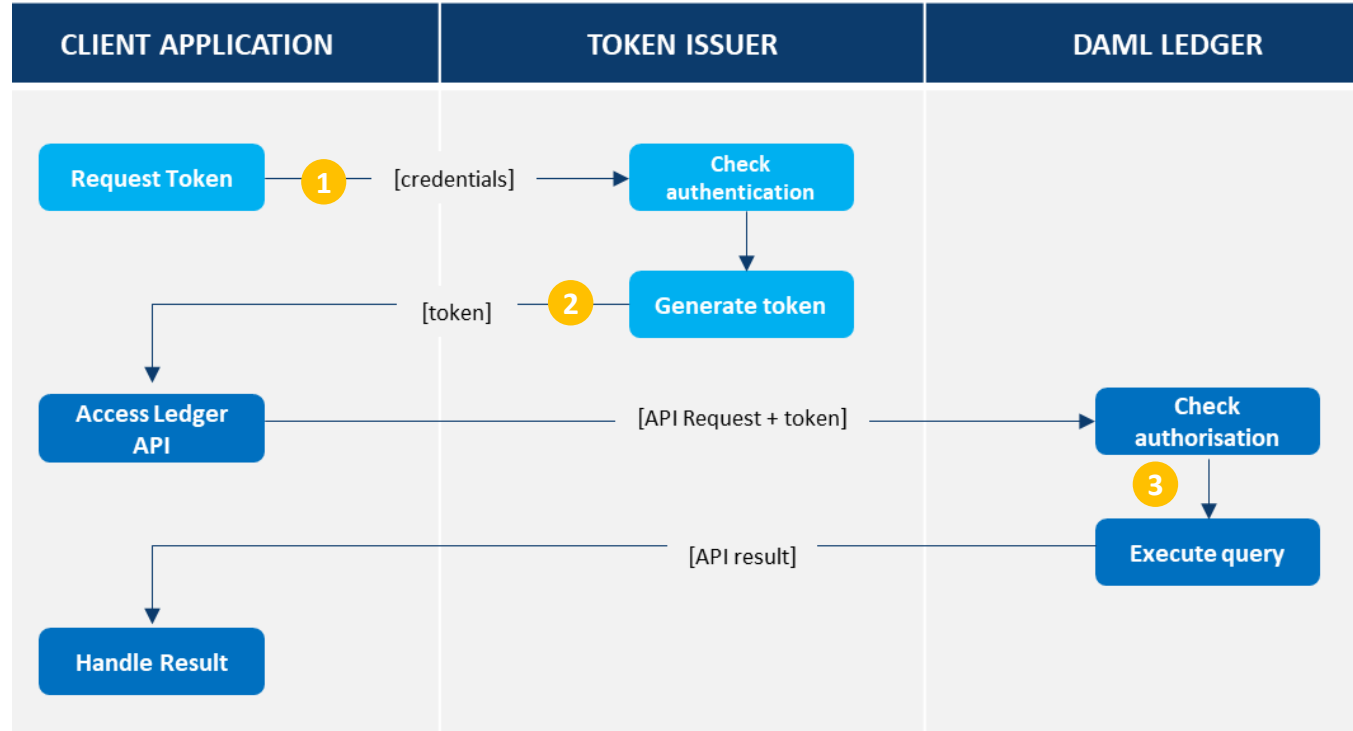 CLIENT APPLICATION
TOKEN ISSUER
DAML LEDGER
Request Token
1
[credentials]
Check
authentication
[token]
2
Generate token
Access Ledger
API
[API Request + token]
Check
authorisation
3
[API result]
Execute query
Handle Result